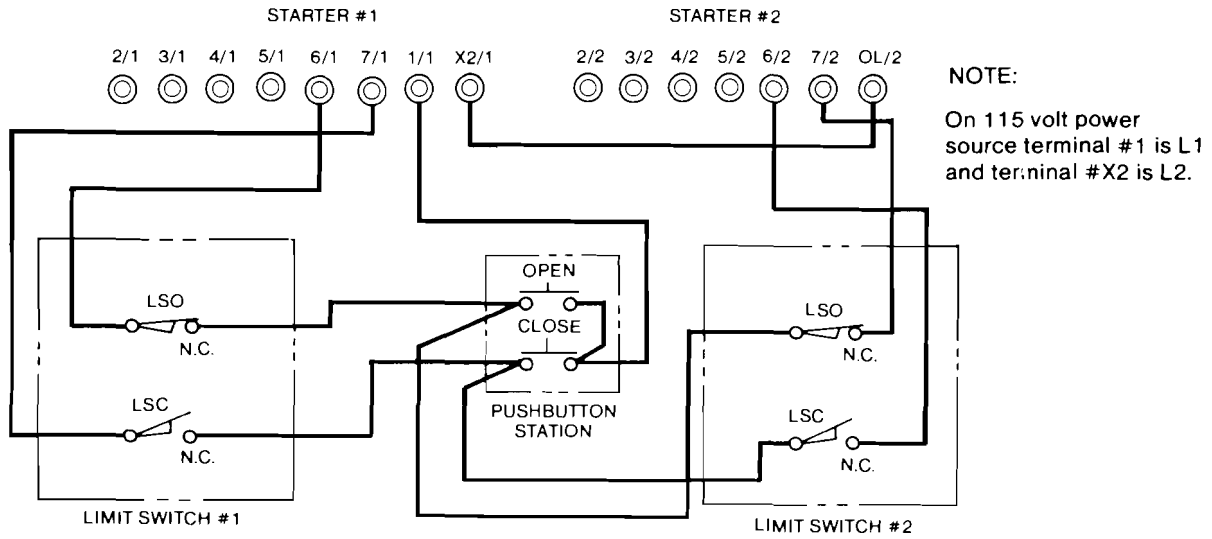 STARTER #1
STARTER #2
2/1 3/1 4/1 5/1 6/1 7/1 1/1 X2/1
2/2 3/2 4/2 5/2 6/2 7/2 OL/2
NOTE:
On 115 volt power
source terminal #1 is L1
and terminal #X2 is L2.
OPEN
LSO
N.C.
CLOSE
LSO
N.C.
LSC
N.C.
PUSHBUTTON
STATION
LSC
N.C.
LIMIT SWITCH #1
LIMIT SWITCH #2